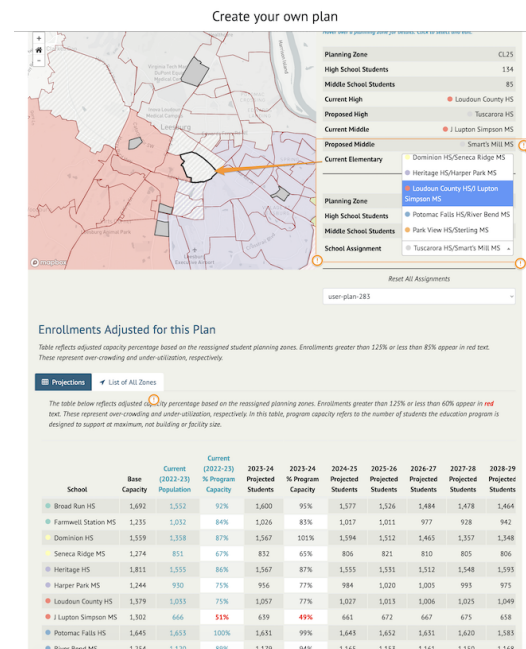 Create your own plan
+
-
Leesburg
mapbox
Planning Zone CL25
High School Students 134
Middle School Students 85
Current High Loudoun County HS
Proposed High Tuscarora HS
Current Middle J Lupton Simpson MS
Proposed Middle Smart's Mill MS
Current Elementary
Dominion HS/Seneca Ridge MS
Heritage HS/Harper Park MS
Loudoun County HS/J Lupton
Simpson MS
Planning Zone
High School Students Potomac Falls HS/River Bend MS
Middle School Students Park View HS/Sterling MS
School Assignment Tuscarora HS/Smart's Mill MS
Reset All Assignments
user-plan-283
Enrollments Adjusted for this Plan
Table reflects adjusted capacity percentage based on the reassigned student planning zones. Enrollments greater than 125% or less than 85% appear in red text.
These represent over-crowding and under-utilization, respectively.
Projections List of All Zones
The table below reflects adjusted capacity percentage based on the reassigned planning zones. Enrollments greater than 125% or less than 60% appear in red
text. These represent over-crowding and under-utilization, respectively. In this table, program capacity refers to the number of students the education program is
designed to support at maximum, not building or facility size.
School Base Capacity Current (2022-23) Population Current (2022-23) % Program Capacity 2023-24 Projected Students 2023-24 % Program Capacity 2024-25 Projected Students 2025-26 Projected Students 2026-27 Projected Students 2027-28 Projected Students 2028-29 Projected Students
Broad Run HS 1,692 1,552 92% 1,600 95% 1,577 1,526 1,484 1,478 1,464
Farmwell Station MS 1,235 1,032 84% 1,026 83% 1,017 1,011 977 928 942
Dominion HS 1,559 1,358 87% 1,567 101% 1,594 1,512 1,465 1,357 1,348
Seneca Ridge MS 1,274 851 67% 832 65% 806 821 810 805 806
Heritage HS 1,811 1,555 86% 1,567 87% 1,555 1,531 1,512 1,548 1,593
Harper Park MS 1,244 930 75% 956 77% 984 1,020 1,005 993 975
Loudoun County HS 1,379 1,033 75% 1,057 77% 1,027 1,013 1,006 1,025 1,049
J Lupton Simpson MS 1,302 666 51% 639 49% 661 672 667 675 658
Potomac Falls HS 1,645 1,653 100% 1,631 99% 1,643 1,652 1,631 1,620 1,583